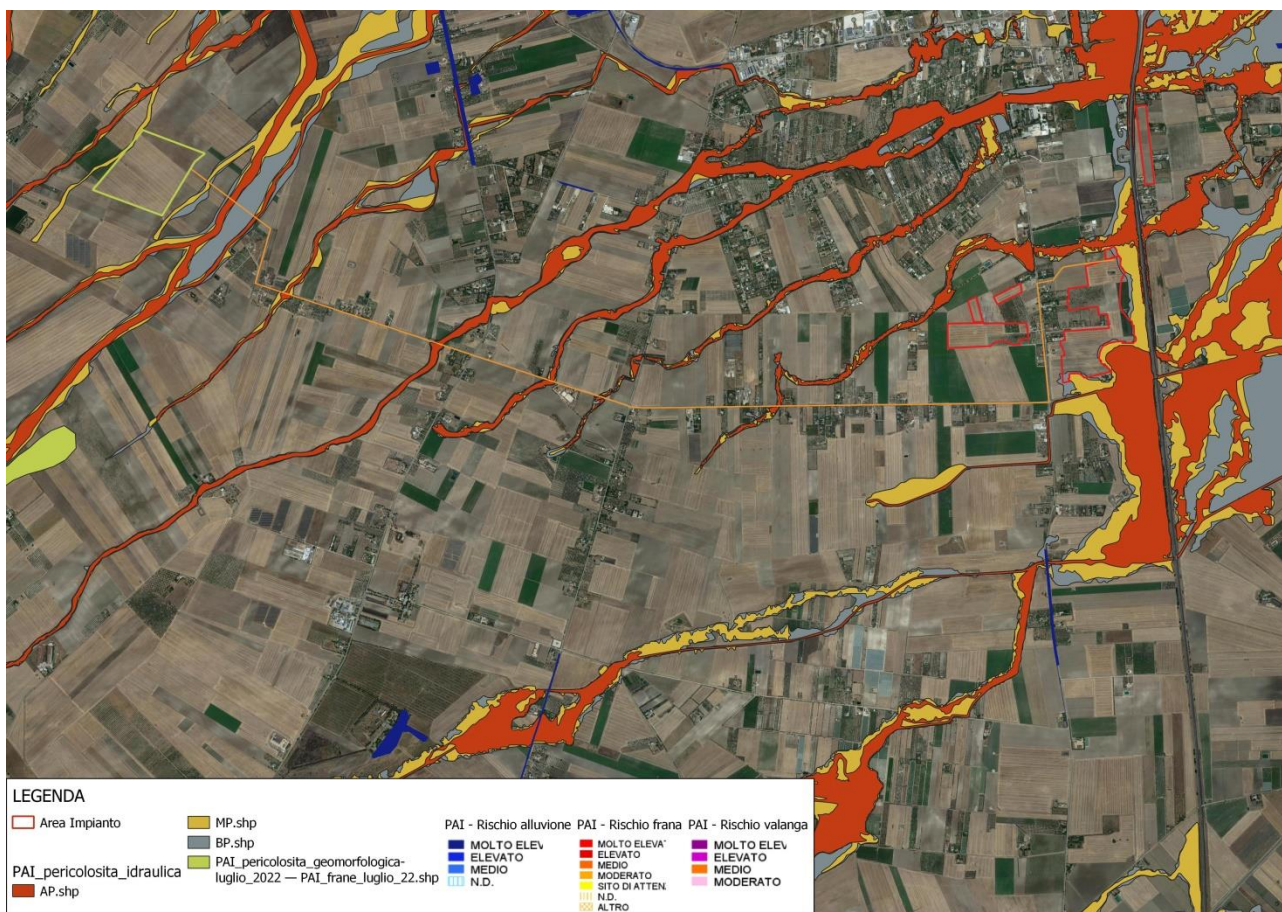 LEGENDA
Area Impianto
PAI_pericolosita_idraulica
AP.shp
MP.shp
BP.shp
PAI_pericolosita_geomorfologica-
luglio_2022 — PAI_frane_luglio_22.shp
PAI - Rischio alluvione
MOLTO ELEV
ELEVATO
MEDIO
N.D.
PAI - Rischio frana
MOLTO ELEVA
ELEVATO
MEDIO
MODERATO
SITO DI ATTEN
N.D.
ALTRO
PAI - Rischio valanga
MOLTO ELEV
ELEVATO
MEDIO
MODERATO